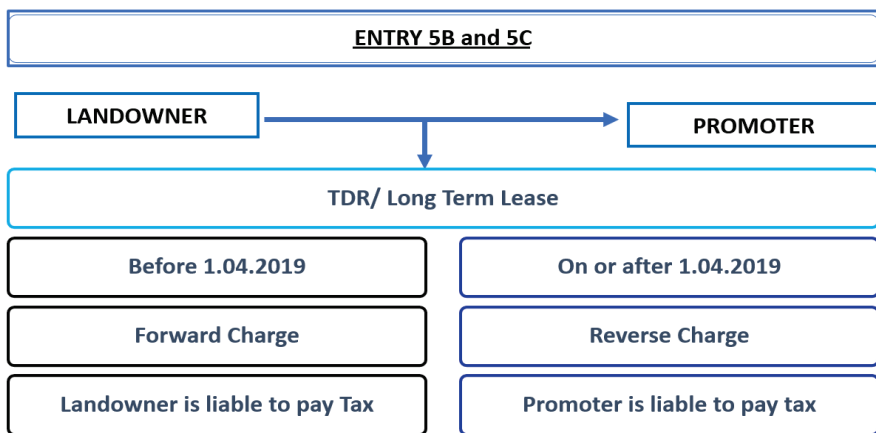 ENTRY 5B and 5C
LANDOWNER
PROMOTER
TDR/ Long Term Lease
Before 1.04.2019
On or after 1.04.2019
Forward Charge
Reverse Charge
Landowner is liable to pay Tax
Promoter is liable to pay tax